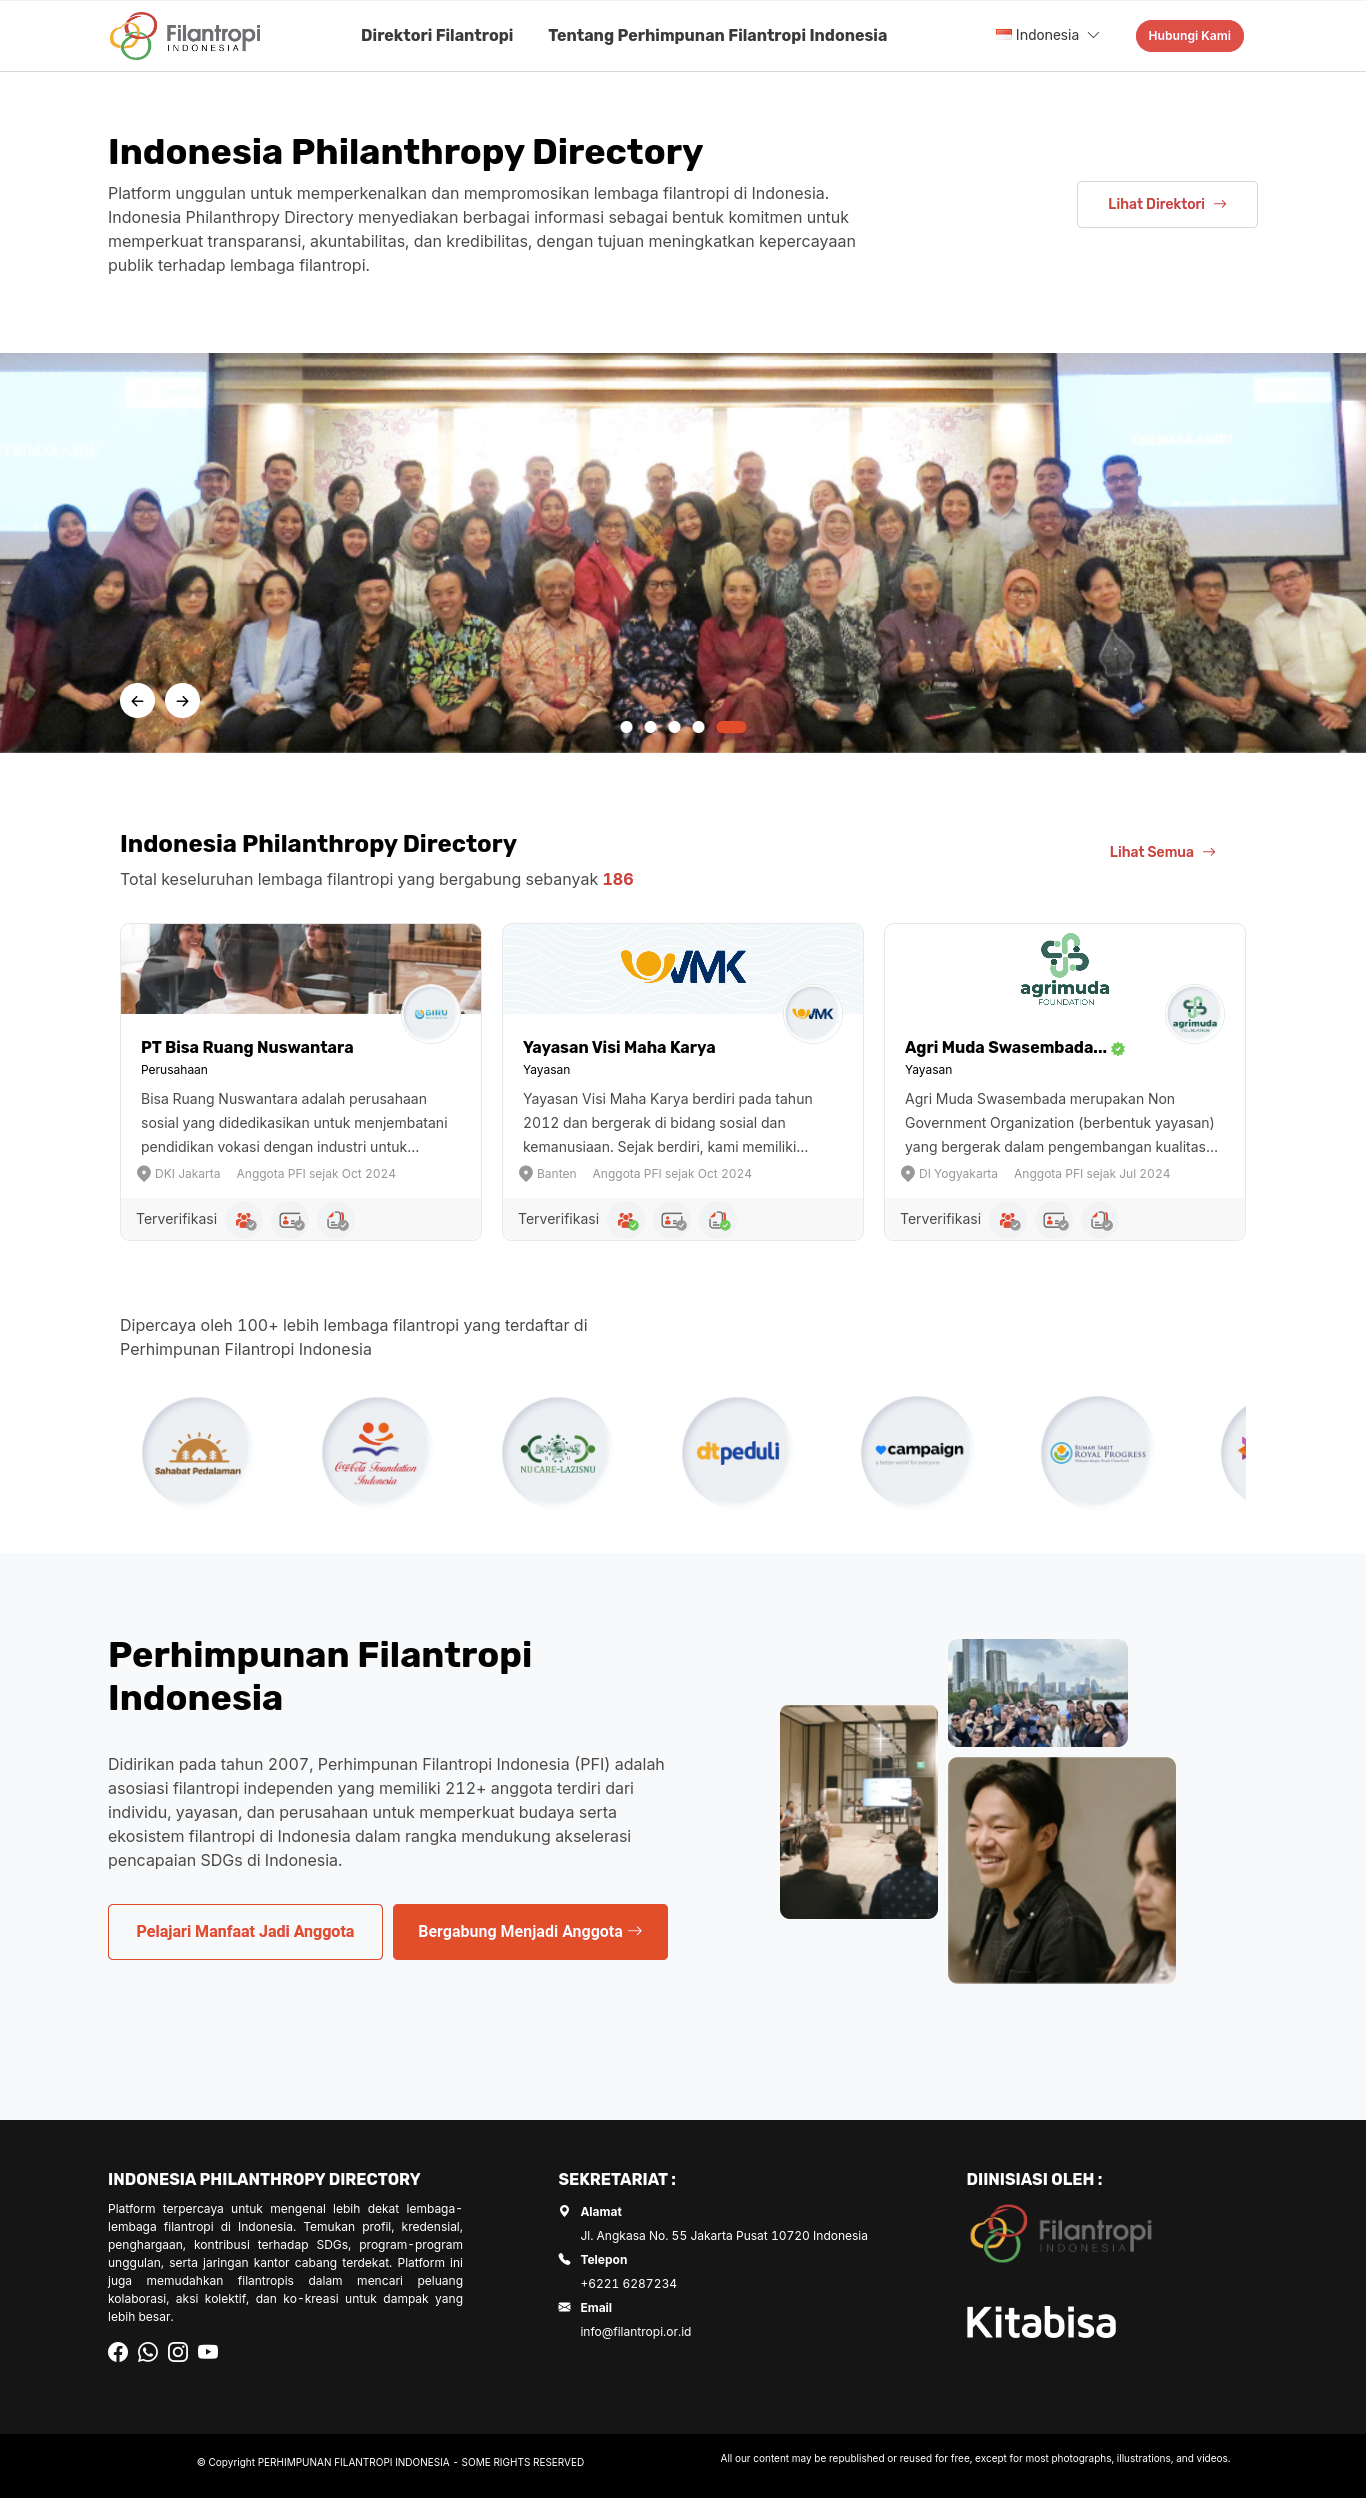 Filantropi
INDONESIA
Direktori Filantropi
Tentang Perhimpunan Filantropi Indonesia
Indonesia
Hubungi Kami
Indonesia Philanthropy Directory
Platform unggulan untuk memperkenalkan dan mempromosikan lembaga filantropi di Indonesia.
Indonesia Philanthropy Directory menyediakan berbagai informasi sebagai bentuk komitmen untuk
memperkuat transparansi, akuntabilitas, dan kredibilitas, dengan tujuan meningkatkan kepercayaan
publik terhadap lembaga filantropi.
Lihat Direktori
Indonesia Philanthropy Directory
Total keseluruhan lembaga filantropi yang bergabung sebanyak 186
Lihat Semua
BIRU
PT Bisa Ruang Nuswantara
Perusahaan
Bisa Ruang Nuswantara adalah perusahaan
sosial yang didedikasikan untuk menjembatani
pendidikan vokasi dengan industri untuk...
DKI Jakarta
Anggota PFI sejak Oct 2024
Terverifikasi
VMK
VMK
Yayasan Visi Maha Karya
Yayasan
Yayasan Visi Maha Karya berdiri pada tahun
2012 dan bergerak di bidang sosial dan
kemanusiaan. Sejak berdiri, kami memiliki...
Banten
Anggota PFI sejak Oct 2024
Terverifikasi
agrimuda
FOUNDATION
agrimuda
FOUNDATION
Agri Muda Swasembada...
Yayasan
Agri Muda Swasembada merupakan Non
Government Organization (berbentuk yayasan)
yang bergerak dalam pengembangan kualitas...
DI Yogyakarta
Anggota PFI sejak Jul 2024
Terverifikasi
Dipercaya oleh 100+ lebih lembaga filantropi yang terdaftar di
Perhimpunan Filantropi Indonesia
Sahabat Pedalaman
Coca-Cola Foundation
Indonesia
NU CARE-LAZISNU
dtpeduli
campaign
a better world for everyone
RUMAH SAKIT
ROYAL PROGRESS
Perhimpunan Filantropi
Indonesia
Didirikan pada tahun 2007, Perhimpunan Filantropi Indonesia (PFI) adalah
asosiasi filantropi independen yang memiliki 212+ anggota terdiri dari
individu, yayasan, dan perusahaan untuk memperkuat budaya serta
ekosistem filantropi di Indonesia dalam rangka mendukung akselerasi
pencapaian SDGs di Indonesia.
Pelajari Manfaat Jadi Anggota
Bergabung Menjadi Anggota
INDONESIA PHILANTHROPY DIRECTORY
Platform terpercaya untuk mengenal lebih dekat lembaga-
lembaga filantropi di Indonesia. Temukan profil, kredensial,
penghargaan, kontribusi terhadap SDGs, program-program
unggulan, serta jaringan kantor cabang terdekat. Platform ini
juga memudahkan filantropis dalam mencari peluang
kolaborasi, aksi kolektif, dan ko-kreasi untuk dampak yang
lebih besar.
SEKRETARIAT :
Alamat
Jl. Angkasa No. 55 Jakarta Pusat 10720 Indonesia
Telepon
+6221 6287234
Email
info@filantropi.or.id
DIINISIASI OLEH :
Filantropi
INDONESIA
Kitabisa
© Copyright PERHIMPUNAN FILANTROPI INDONESIA - SOME RIGHTS RESERVED
All our content may be republished or reused for free, except for most photographs, illustrations, and videos.